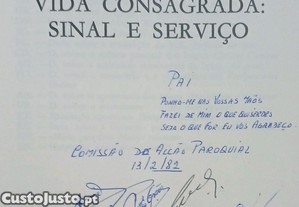 VIDA CONSAGRADA:
SINAL E SERVIÇO
PAI
PONHO-ME NAS VOSSAS MÃOS
FAZEI DE MIM O QUE QUISERDES
SEJA O QUE FOR EU VOS AGRADEÇO
COMISSÃO DE ACÇÃO PAROQUIAL
13/2/82
CustoJusto.pt